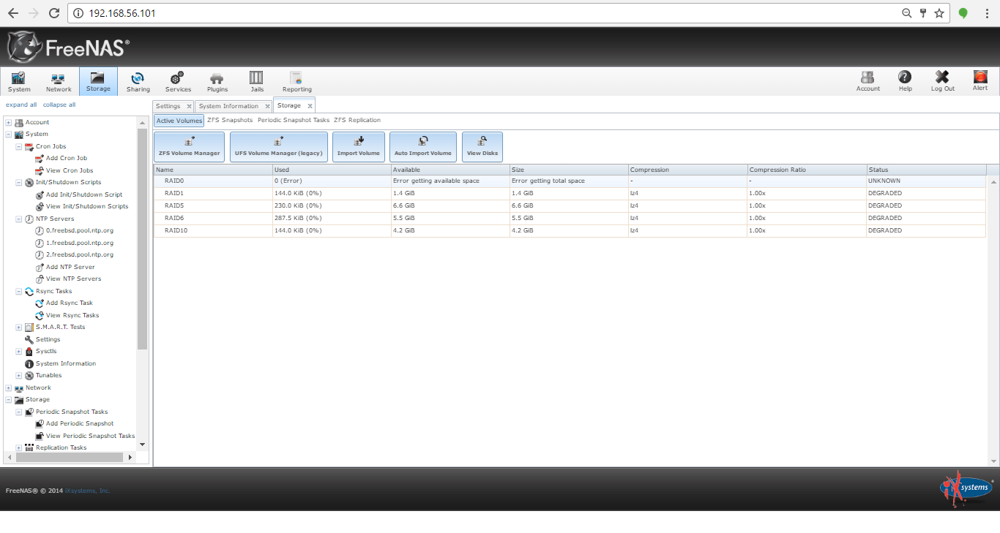 192.168.56.101
FreeNAS®
System Network Storage Sharing Services Plugins Jails Reporting Account Help Log Out Alert
expand all collapse all
Settings System Information Storage
Active Volumes ZFS Snapshots Periodic Snapshot Tasks ZFS Replication
ZFS Volume Manager UFS Volume Manager (legacy) Import Volume Auto Import Volume View Disks
Name Used Available Size Compression Compression Ratio Status
RAID0 0 (Error) Error getting available space Error getting total space - - UNKNOWN
RAID1 144.0 KiB (0%) 1.4 GiB 1.4 GiB lz4 1.00x DEGRADED
RAID5 230.0 KiB (0%) 6.6 GiB 6.6 GiB lz4 1.00x DEGRADED
RAID6 287.5 KiB (0%) 5.5 GiB 5.5 GiB lz4 1.00x DEGRADED
RAID10 144.0 KiB (0%) 4.2 GiB 4.2 GiB lz4 1.00x DEGRADED
Account
System
Cron Jobs
Add Cron Job
View Cron Jobs
Init/Shutdown Scripts
Add Init/Shutdown Script
View Init/Shutdown Scripts
NTP Servers
0.freebsd.pool.ntp.org
1.freebsd.pool.ntp.org
2.freebsd.pool.ntp.org
Add NTP Server
View NTP Servers
Rsync Tasks
Add Rsync Task
View Rsync Tasks
S.M.A.R.T. Tests
Settings
Sysctls
System Information
Tunables
Network
Storage
Periodic Snapshot Tasks
Add Periodic Snapshot
View Periodic Snapshot Tasks
Replication Tasks
FreeNAS® © 2014 iXsystems, Inc.
iXsystems®